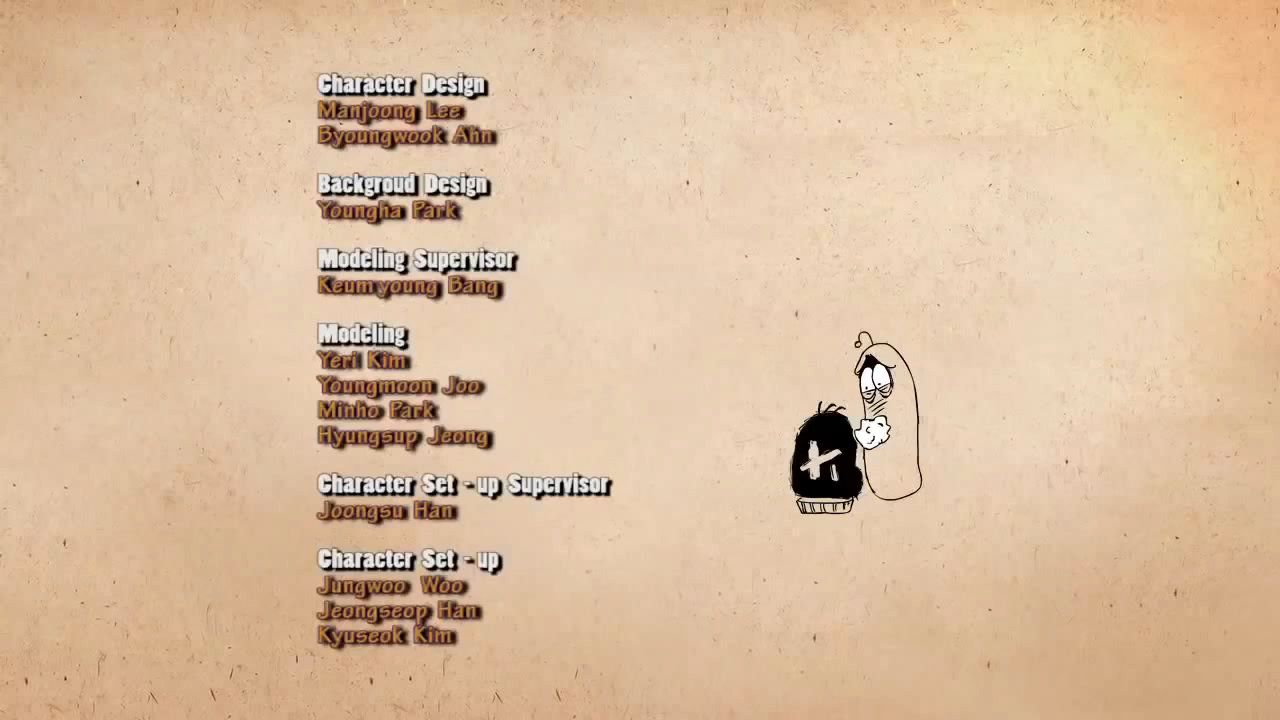 Character Design
Manjoong Lee
Byoungwook Ahn
Backgroud Design
Youngha Park
Modeling Supervisor
Keumyoung Bang
Modeling
Yeri Kim
Youngmoon Joo
Minho Park
Hyungsup Jeong
Character Set - up Supervisor
Joongsu Han
Character Set - up
Jungwoo Woo
Jeongseop Han
Kyuseok Kim